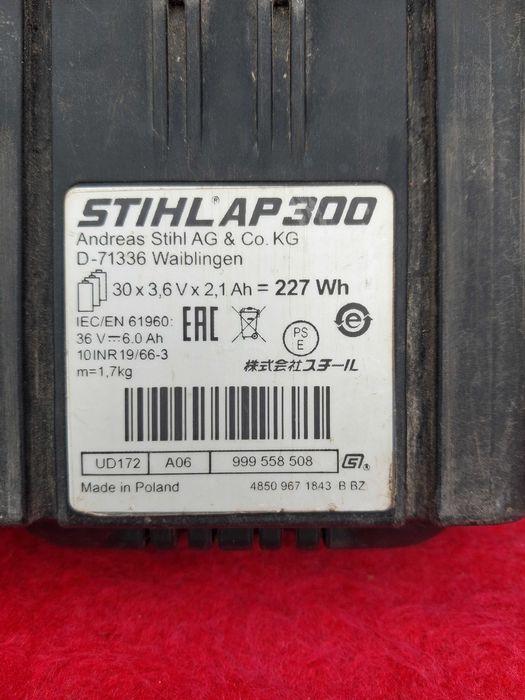 STIHL® AP 300
Andreas Stihl AG & Co. KG
D-71336 Waiblingen
30 x 3,6 V x 2,1 Ah = 227 Wh
IEC/EN 61960:
36 V⎓6.0 Ah
10INR19/66-3
m=1,7kg
EAC
PS
E
e
株式会社スチール
UD172 A06 999 558 508
Made in Poland 4850 967 1843 B BZ